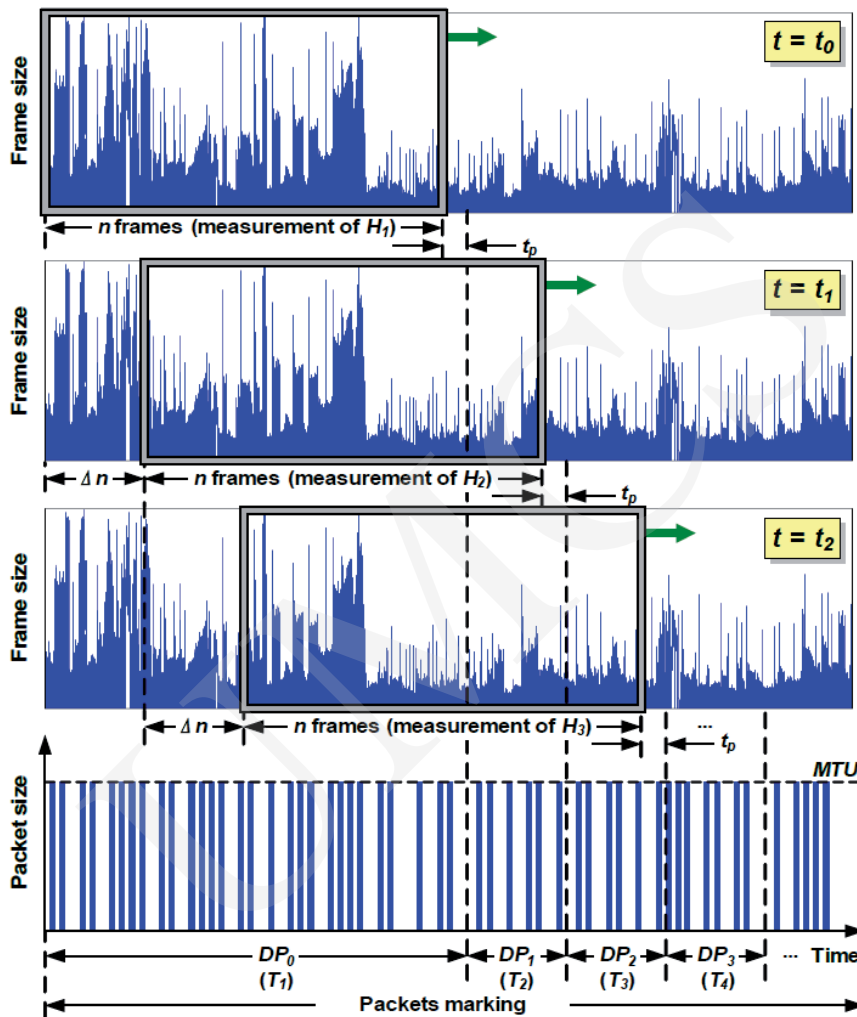 Frame size
t = t0
n frames (measurement of H1)
tp
Frame size
t = t1
Δ n
n frames (measurement of H2)
tp
Frame size
t = t2
Δ n
n frames (measurement of H3)
...
tp
Packet size
MTU
DP0
(T1)
DP1
(T2)
DP2
(T3)
DP3
(T4)
... Time
Packets marking
UMCS